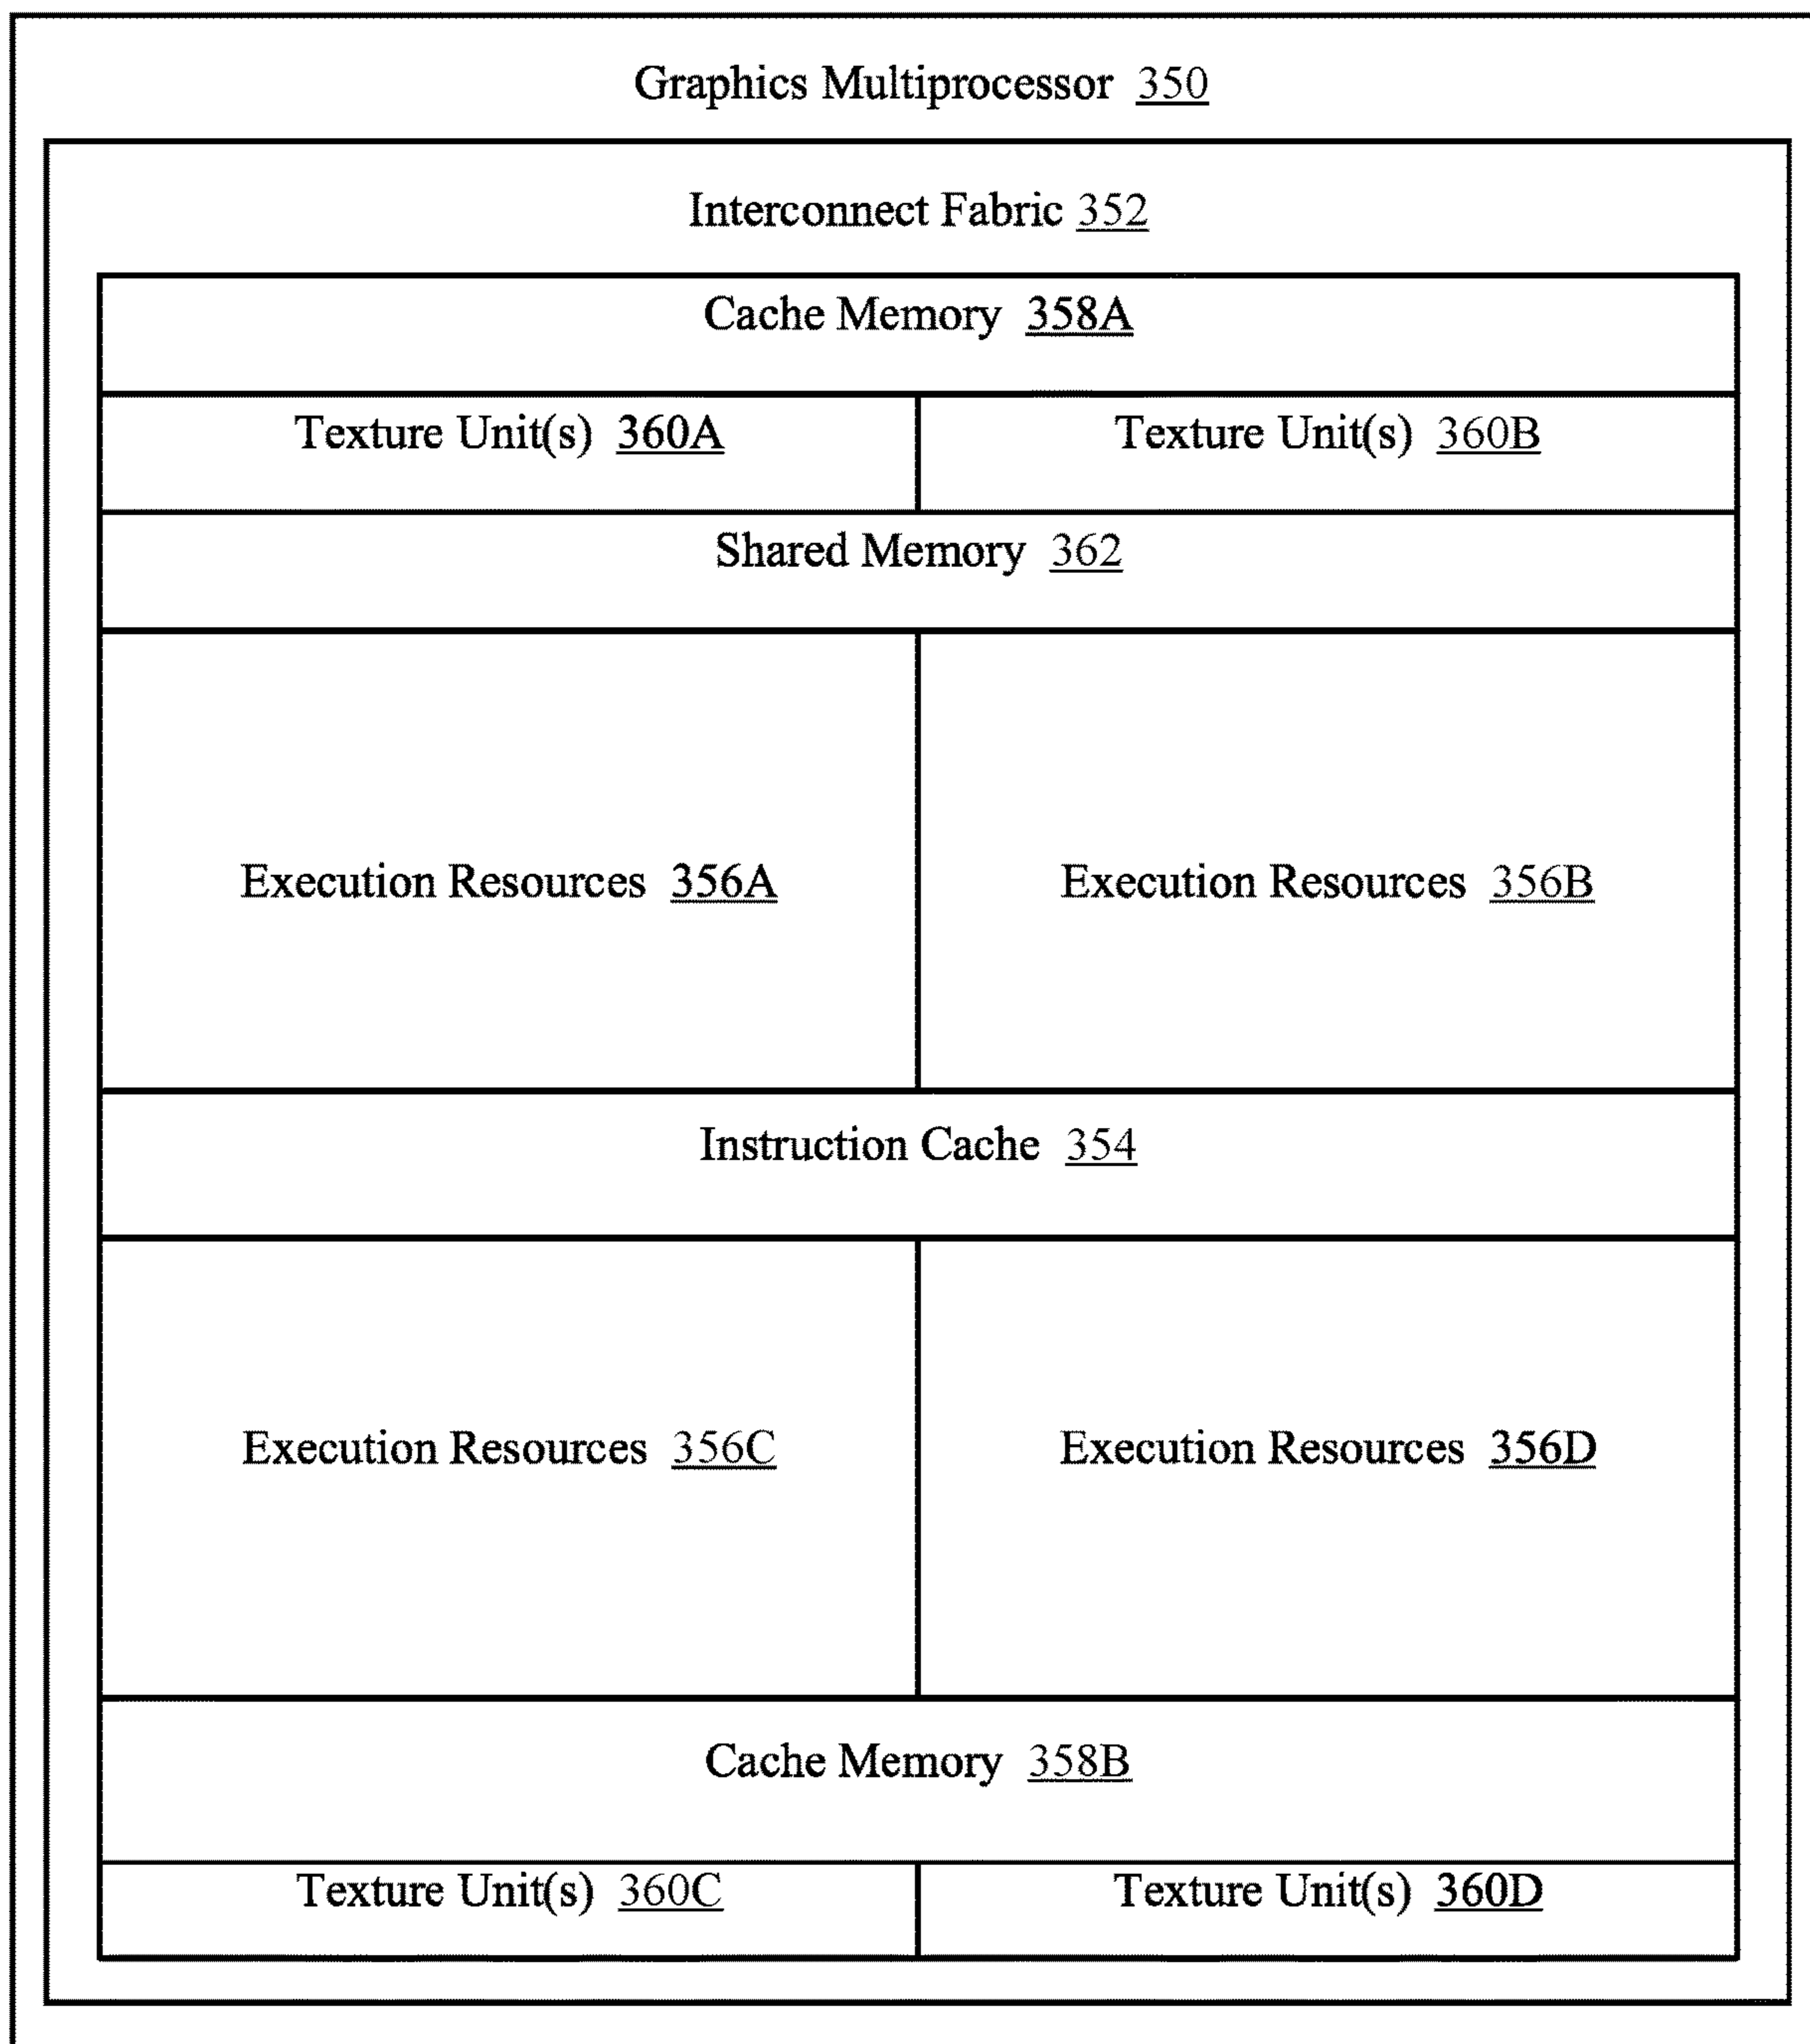 Graphics Multiprocessor 350
Interconnect Fabric 352
Cache Memory 358A
Texture Unit(s) 360A
Texture Unit(s) 360B
Shared Memory 362
Execution Resources 356A
Execution Resources 356B
Instruction Cache 354
Execution Resources 356C
Execution Resources 356D
Cache Memory 358B
Texture Unit(s) 360C
Texture Unit(s) 360D